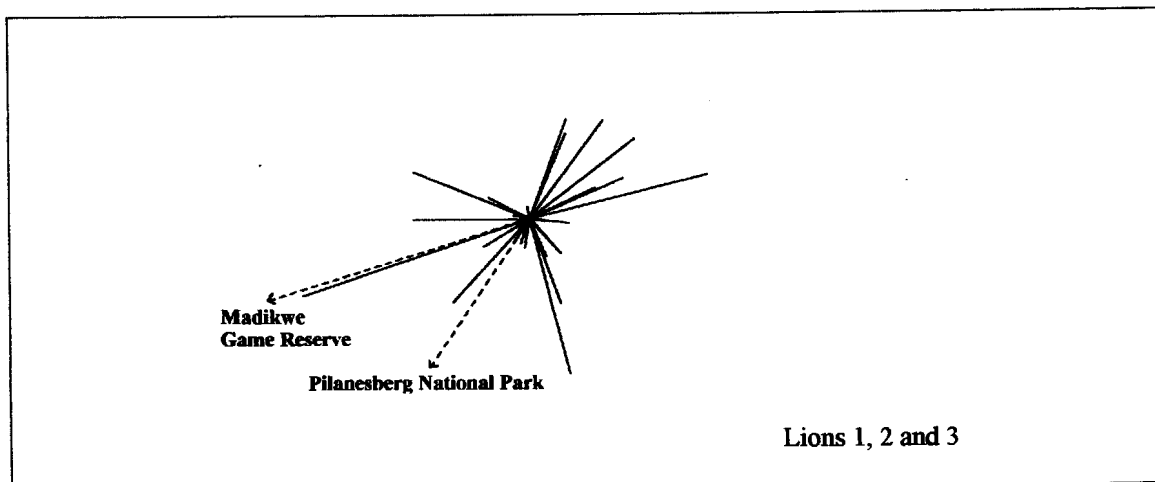 Madikwe
Game Reserve
Pilanesberg National Park
Lions 1, 2 and 3